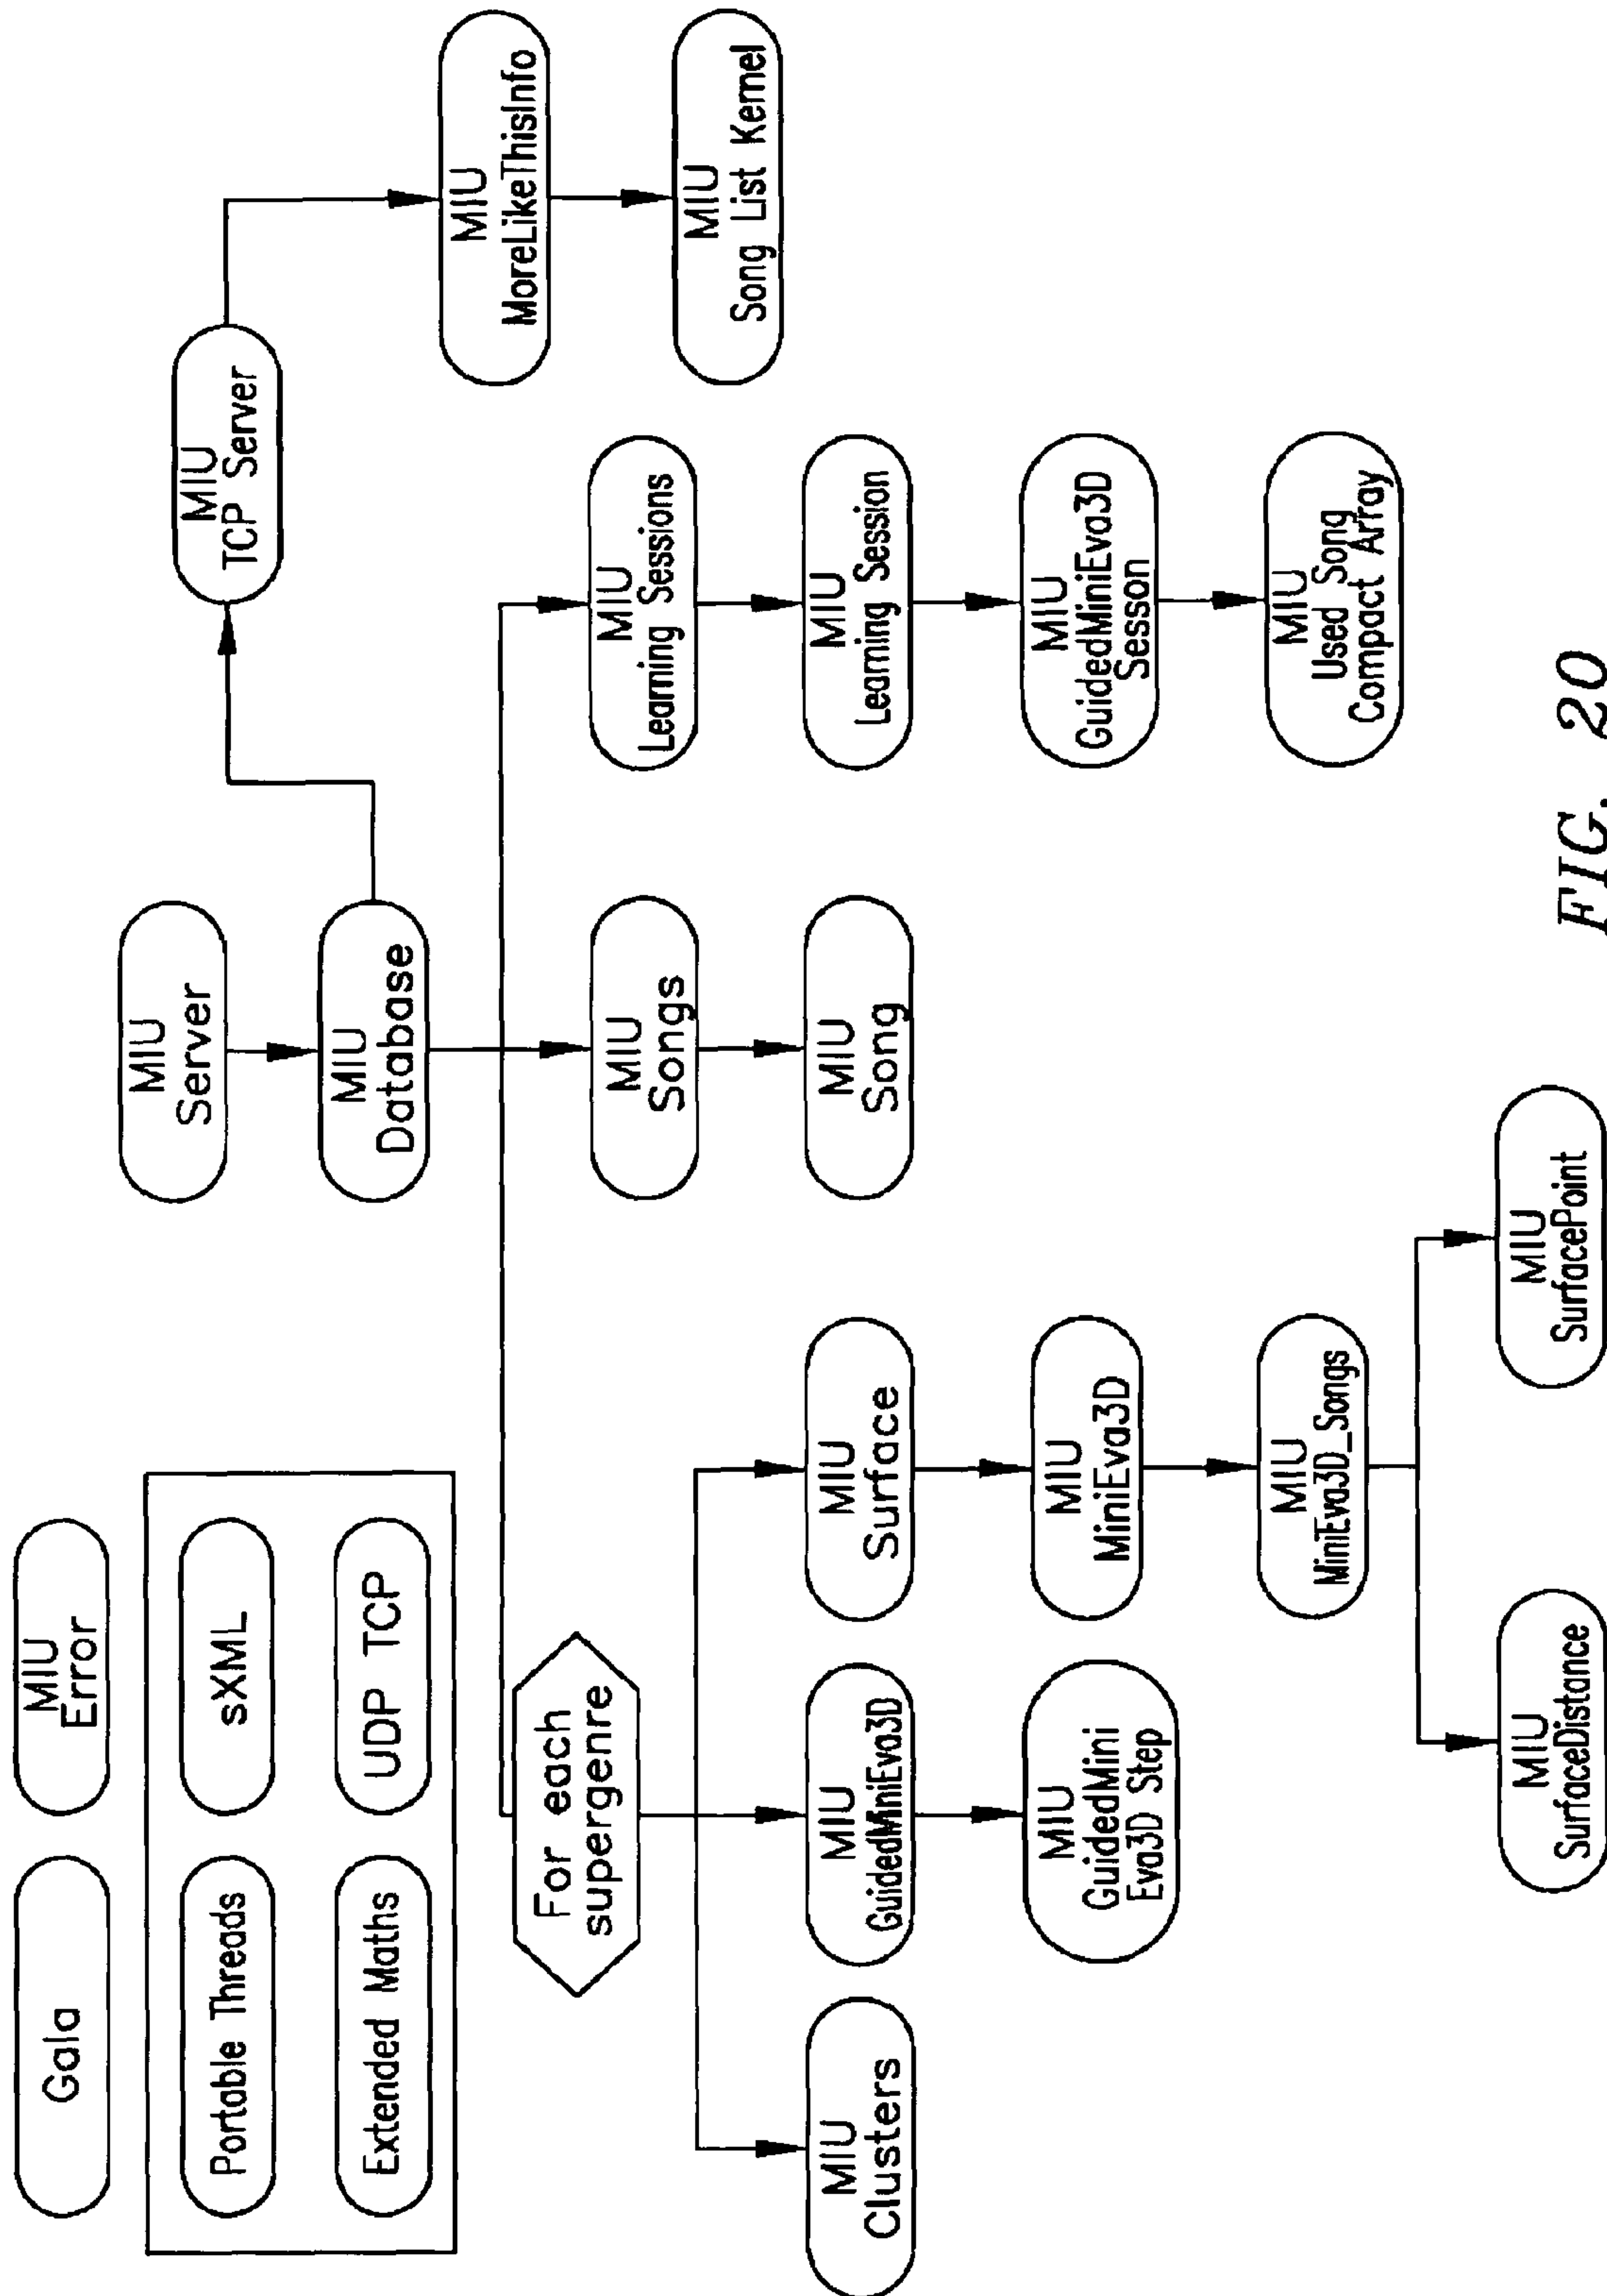 Gala
MIU
Error
Portable Threads
sXML
Extended Maths
UDP TCP
MIU
Server
MIU
Database
MIU
TCP Server
MIU
MoreLikeThisInfo
MIU
Song List Kernel
For each
supergenre
MIU
Songs
MIU
Song
MIU
Learning Sessions
MIU
Learning Session
MIU
GuidedMiniEva3D
Sesson
MIU
Used Song
Compact Array
MIU
Clusters
MIU
GuidedMiniEva3D
MIU
GuidedMini
Eva3D Step
MIU
Surface
MIU
MiniEva3D
MIU
MiniEva3D_Songs
MIU
SurfaceDistance
MIU
SurfacePoint
FIG. 20